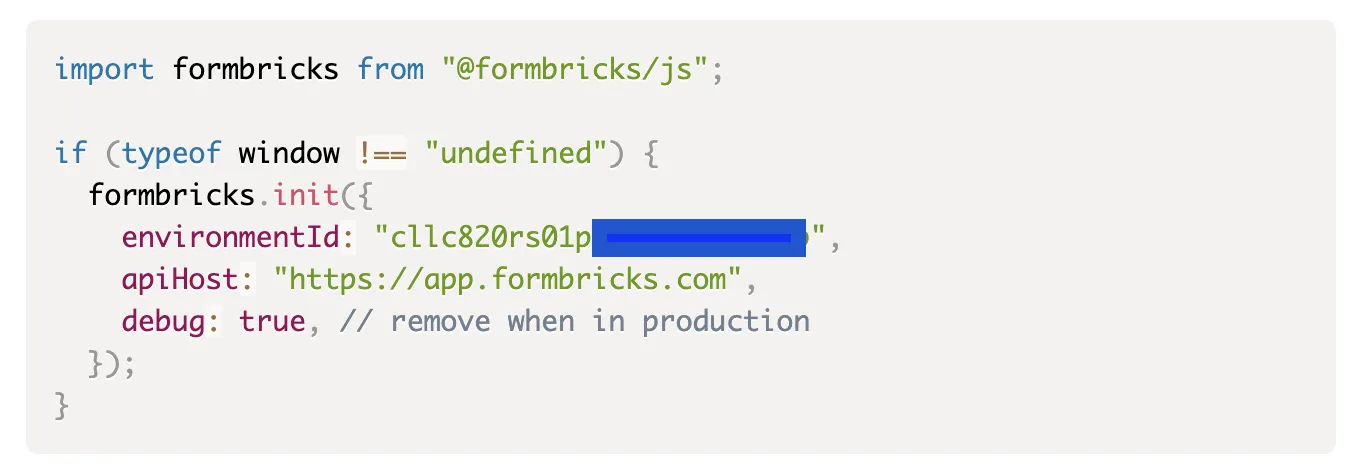 import formbricks from "@formbricks/js";
if (typeof window !== "undefined") {
formbricks.init({
environmentId: "cllc820rs01p",
apiHost: "https://app.formbricks.com",
debug: true, // remove when in production
});
}